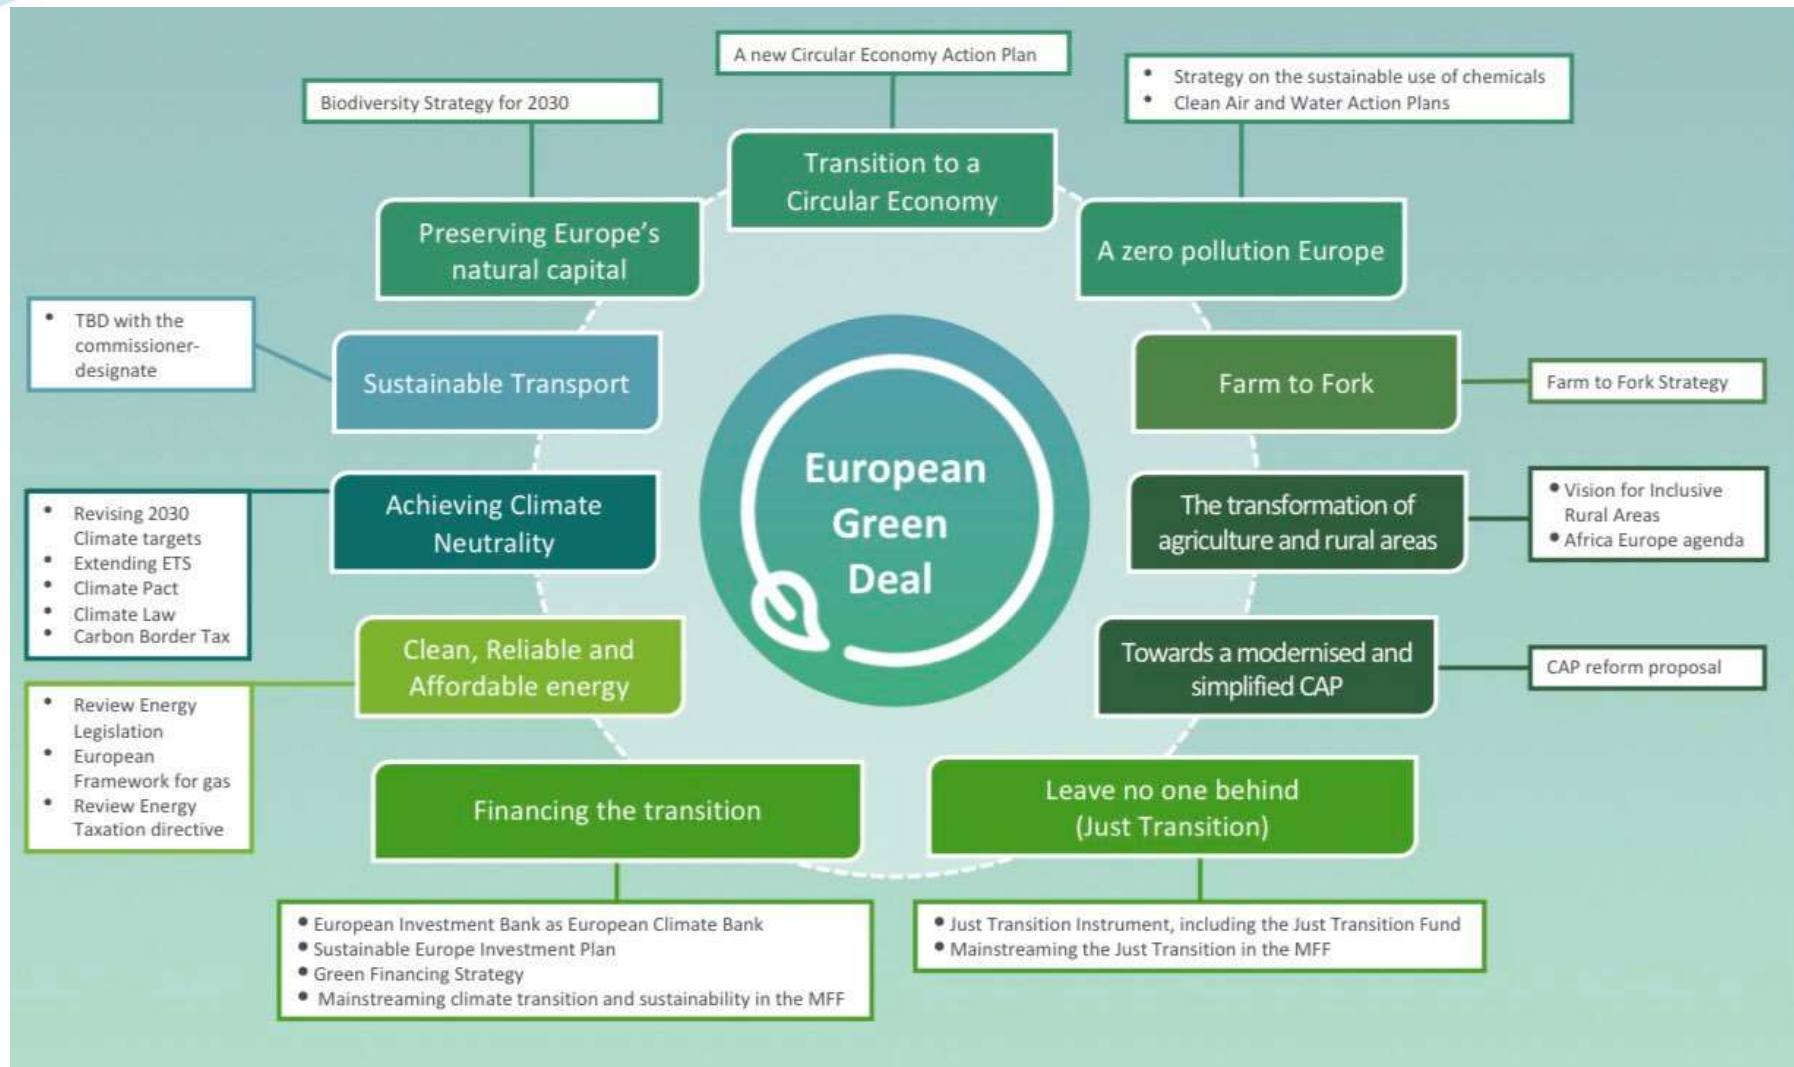 A new Circular Economy Action Plan
• Strategy on the sustainable use of chemicals
• Clean Air and Water Action Plans
Biodiversity Strategy for 2030
Transition to a
Circular Economy
Preserving Europe's
natural capital
A zero pollution Europe
• TBD with the
commissioner-
designate
Sustainable Transport
Farm to Fork
Farm to Fork Strategy
European
Green
Deal
Achieving Climate
Neutrality
• Revising 2030
Climate targets
• Extending ETS
• Climate Pact
• Climate Law
• Carbon Border Tax
The transformation of
agriculture and rural areas
• Vision for Inclusive
Rural Areas
• Africa Europe agenda
Clean, Reliable and
Affordable energy
• Review Energy
Legislation
• European
Framework for gas
• Review Energy
Taxation directive
Towards a modernised and
simplified CAP
CAP reform proposal
Financing the transition
Leave no one behind
(Just Transition)
• European Investment Bank as European Climate Bank
• Sustainable Europe Investment Plan
• Green Financing Strategy
• Mainstreaming climate transition and sustainability in the MFF
• Just Transition Instrument, including the Just Transition Fund
• Mainstreaming the Just Transition in the MFF